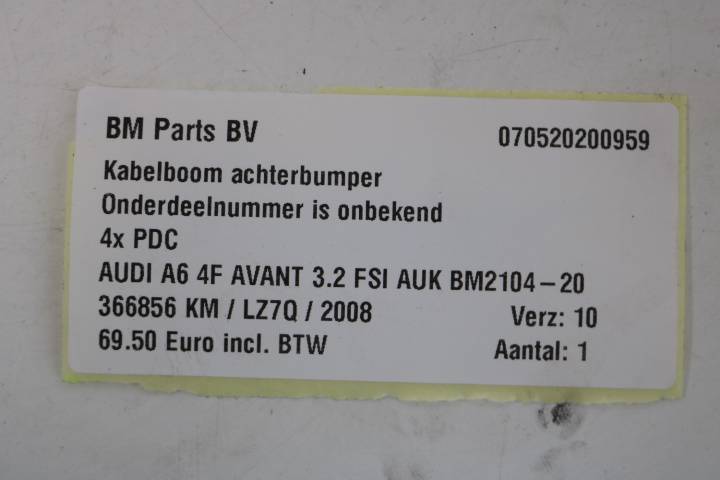 BM Parts BV 070520200959
Kabelboom achterbumper
Onderdeelnummer is onbekend
4x PDC
AUDI A6 4F AVANT 3.2 FSI AUK BM2104-20
366856 KM / LZ7Q / 2008 Verz: 10
69.50 Euro incl. BTW Aantal: 1